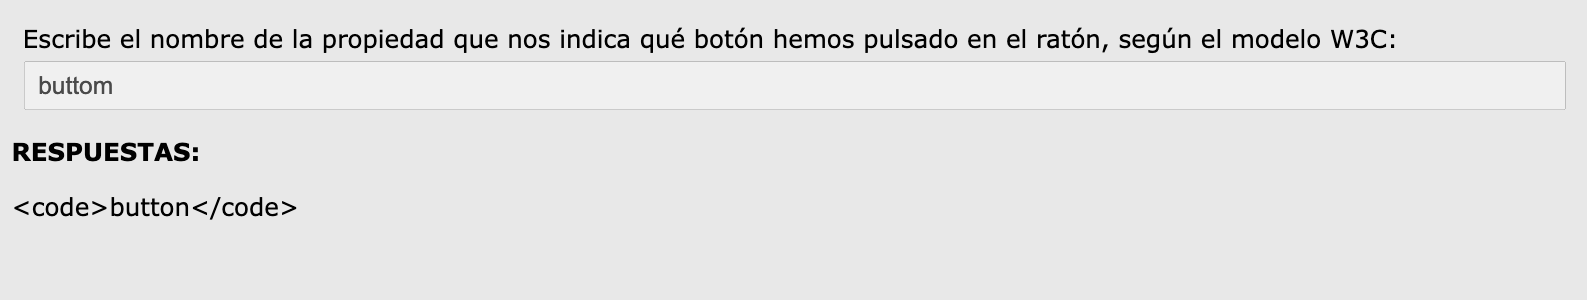 Escribe el nombre de la propiedad que nos indica qué botón hemos pulsado en el ratón, según el modelo W3C:
buttom
RESPUESTAS:
<code>button</code>